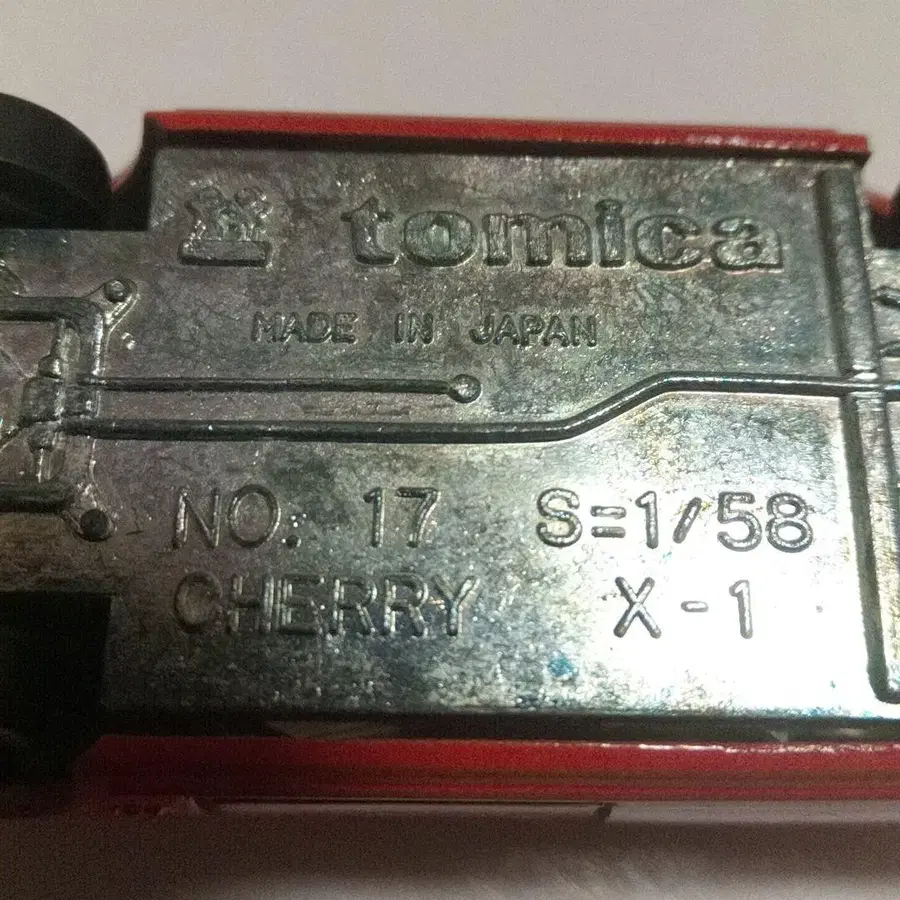 tomica
MADE IN JAPAN
NO. 17 S=1/58
CHERRY X-1